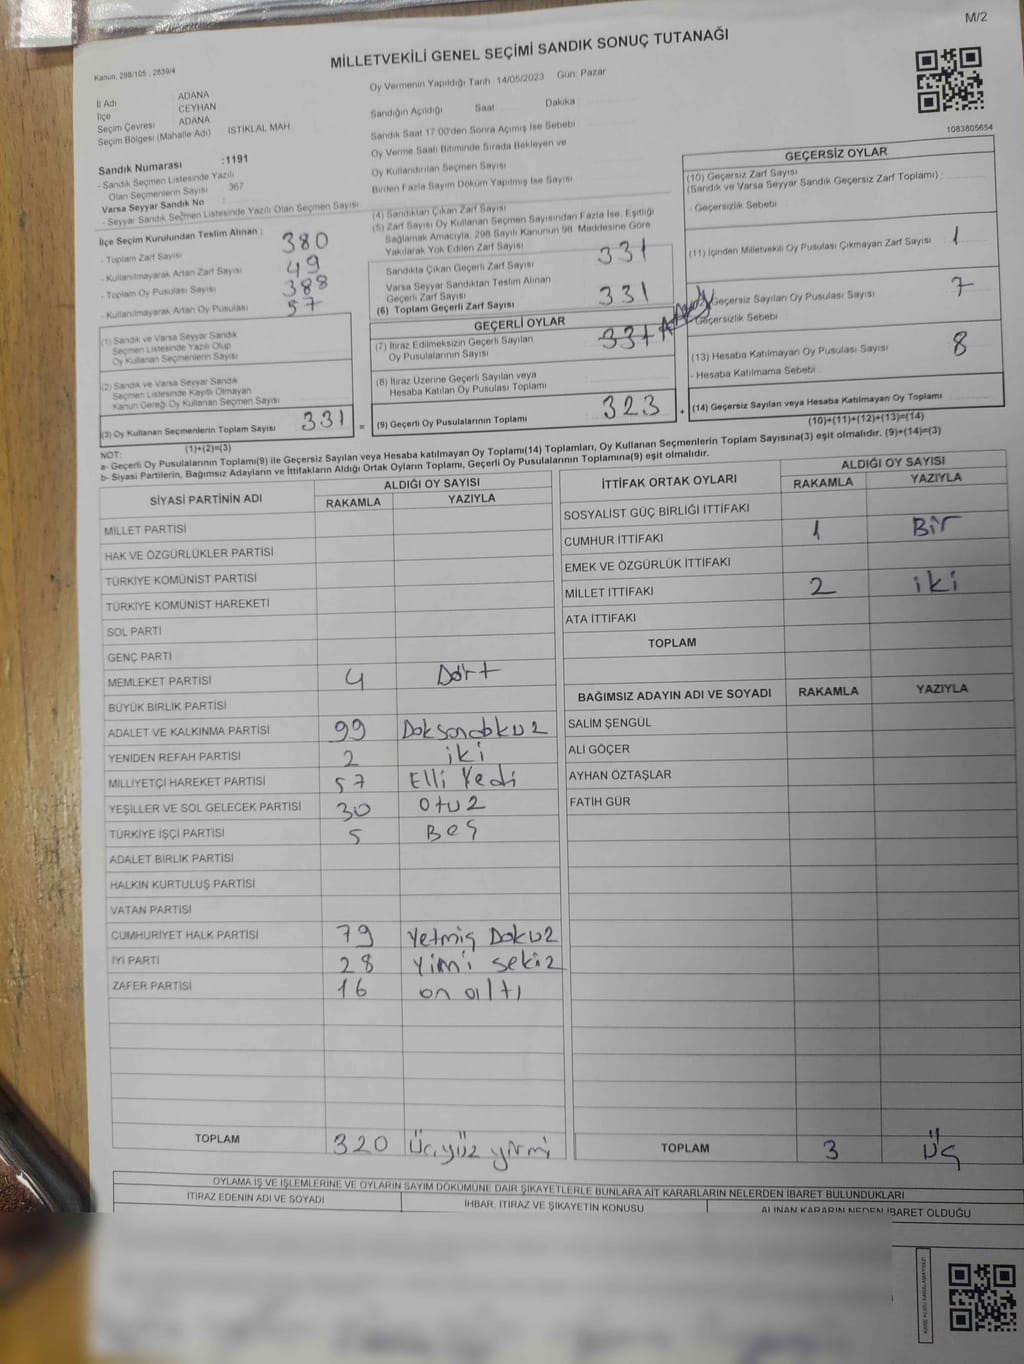 M/2
MİLLETVEKİLİ GENEL SEÇİMİ SANDIK SONUÇ TUTANAĞI
Kanun: 298/105 , 2839/4
Oy Vermenin Yapıldığı Tarih : 14/05/2023 Gün: Pazar
İl Adı ADANA
İlçe CEYHAN
Seçim Çevresi ADANA
Seçim Bölgesi (Mahalle Adı) İSTİKLAL MAH.
Sandığın Açıldığı Saat Dakika
Sandık Saat 17:00'den Sonra Açılmış İse Sebebi
Oy Verme Saati Bitiminde Sırada Bekleyen ve
Oy Kullandırılan Seçmen Sayısı
Birden Fazla Sayım Döküm Yapılmış İse Sayısı
1083805654
Sandık Numarası :1191
- Sandık Seçmen Listesinde Yazılı
Olan Seçmenlerin Sayısı 367
Varsa Seyyar Sandık No :
- Seyyar Sandık Seçmen Listesinde Yazılı Olan Seçmen Sayısı :
İlçe Seçim Kurulundan Teslim Alınan :
- Toplam Zarf Sayısı 380
- Kullanılmayarak Artan Zarf Sayısı 49
- Toplam Oy Pusulası Sayısı 388
- Kullanılmayarak Artan Oy Pusulası 57
(1) Sandık ve Varsa Seyyar Sandık
Seçmen Listesinde Yazılı Olup
Oy Kullanan Seçmenlerin Sayısı
(2) Sandık ve Varsa Seyyar Sandık
Seçmen Listesinde Kayıtlı Olmayan
Kanun Gereği Oy Kullanan Seçmen Sayısı
(3) Oy Kullanan Seçmenlerin Toplam Sayısı 331
(1)+(2)=(3)
(4) Sandıktan Çıkan Zarf Sayısı
(5) Zarf Sayısı Oy Kullanan Seçmen Sayısından Fazla İse, Eşitliği
Sağlamak Amacıyla, 298 Sayılı Kanunun 98. Maddesine Göre
Yakılarak Yok Edilen Zarf Sayısı
Sandıkta Çıkan Geçerli Zarf Sayısı 331
Varsa Seyyar Sandıktan Teslim Alınan
Geçerli Zarf Sayısı
(6) Toplam Geçerli Zarf Sayısı 331
GEÇERLİ OYLAR
(7) İtiraz Edilmeksizin Geçerli Sayılan
Oy Pusulalarının Sayısı 331
(8) İtiraz Üzerine Geçerli Sayılan veya
Hesaba Katılan Oy Pusulası Toplamı
= (9) Geçerli Oy Pusulalarının Toplamı 323 +
GEÇERSİZ OYLAR
(10) Geçersiz Zarf Sayısı
(Sandık ve Varsa Seyyar Sandık Geçersiz Zarf Toplamı) :
- Geçersizlik Sebebi
(11) İçinden Milletvekili Oy Pusulası Çıkmayan Zarf Sayısı 1
Geçersiz Sayılan Oy Pusulası Sayısı 7
Geçersizlik Sebebi
(13) Hesaba Katılmayan Oy Pusulası Sayısı 8
- Hesaba Katılmama Sebebi
(14) Geçersiz Sayılan veya Hesaba Katılmayan Oy Toplamı
(10)+(11)+(12)+(13)=(14)
NOT:
a- Geçerli Oy Pusulalarının Toplamı(9) ile Geçersiz Sayılan veya Hesaba katılmayan Oy Toplamı(14) Toplamları, Oy Kullanan Seçmenlerin Toplam Sayısına(3) eşit olmalıdır. (9)+(14)=(3)
b- Siyasi Partilerin, Bağımsız Adayların ve İttifakların Aldığı Ortak Oyların Toplamı, Geçerli Oy Pusulalarının Toplamına(9) eşit olmalıdır.
SİYASİ PARTİNİN ADI ALDIĞI OY SAYISI
RAKAMLA YAZIYLA
MİLLET PARTİSİ
HAK VE ÖZGÜRLÜKLER PARTİSİ
TÜRKİYE KOMÜNİST PARTİSİ
TÜRKİYE KOMÜNİST HAREKETİ
SOL PARTİ
GENÇ PARTİ
MEMLEKET PARTİSİ 4 Dört
BÜYÜK BİRLİK PARTİSİ
ADALET VE KALKINMA PARTİSİ 99 Doksandokuz
YENİDEN REFAH PARTİSİ 2 iki
MİLLİYETÇİ HAREKET PARTİSİ 57 Elli Yedi
YEŞİLLER VE SOL GELECEK PARTİSİ 30 Otuz
TÜRKİYE İŞÇİ PARTİSİ 5 Beş
ADALET BİRLİK PARTİSİ
HALKIN KURTULUŞ PARTİSİ
VATAN PARTİSİ
CUMHURİYET HALK PARTİSİ 79 Yetmiş Dokuz
İYİ PARTİ 28 yirmi sekiz
ZAFER PARTİSİ 16 on altı
TOPLAM 320 Üçyüz yirmi
İTTİFAK ORTAK OYLARI ALDIĞI OY SAYISI
RAKAMLA YAZIYLA
SOSYALİST GÜÇ BİRLİĞİ İTTİFAKI
CUMHUR İTTİFAKI 1 Bir
EMEK VE ÖZGÜRLÜK İTTİFAKI
MİLLET İTTİFAKI 2 iki
ATA İTTİFAKI
TOPLAM
BAĞIMSIZ ADAYIN ADI VE SOYADI RAKAMLA YAZIYLA
SALİM ŞENGÜL
ALİ GÖÇER
AYHAN ÖZTAŞLAR
FATİH GÜR
TOPLAM 3 üç
OYLAMA İŞ VE İŞLEMLERİNE VE OYLARIN SAYIM DÖKÜMÜNE DAİR ŞİKAYETLERLE BUNLARA AİT KARARLARIN NELERDEN İBARET BULUNDUKLARI
İTİRAZ EDENİN ADI VE SOYADI İHBAR, İTİRAZ VE ŞİKAYETİN KONUSU ALINAN KARARIN NEDEN İBARET OLDUĞU